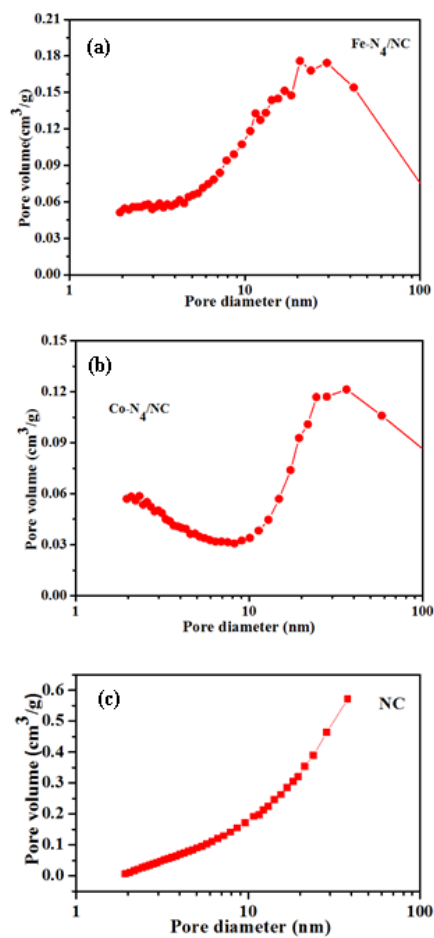 (a)
Fe-N4/NC
Pore volume(cm3/g)
0.21
0.18
0.15
0.12
0.09
0.06
0.03
0.00
1 10 100
Pore diameter (nm)
(b)
Co-N4/NC
Pore volume (cm3/g)
0.15
0.12
0.09
0.06
0.03
0.00
1 10 100
Pore diameter (nm)
(c)
NC
Pore volume (cm3/g)
0.6
0.5
0.4
0.3
0.2
0.1
0.0
1 10 100
Pore diameter (nm)